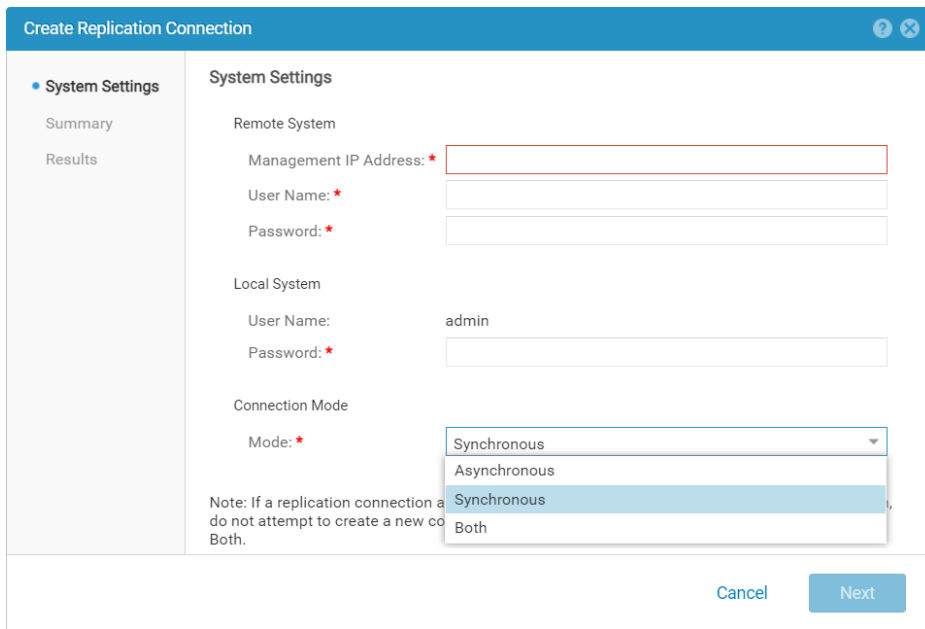 Create Replication Connection
System Settings
Summary
Results
System Settings
Remote System
Management IP Address: *
User Name: *
Password: *
Local System
User Name: admin
Password: *
Connection Mode
Mode: * Synchronous
Asynchronous
Synchronous
Both
Note: If a replication connection a
do not attempt to create a new co
Both.
Cancel Next